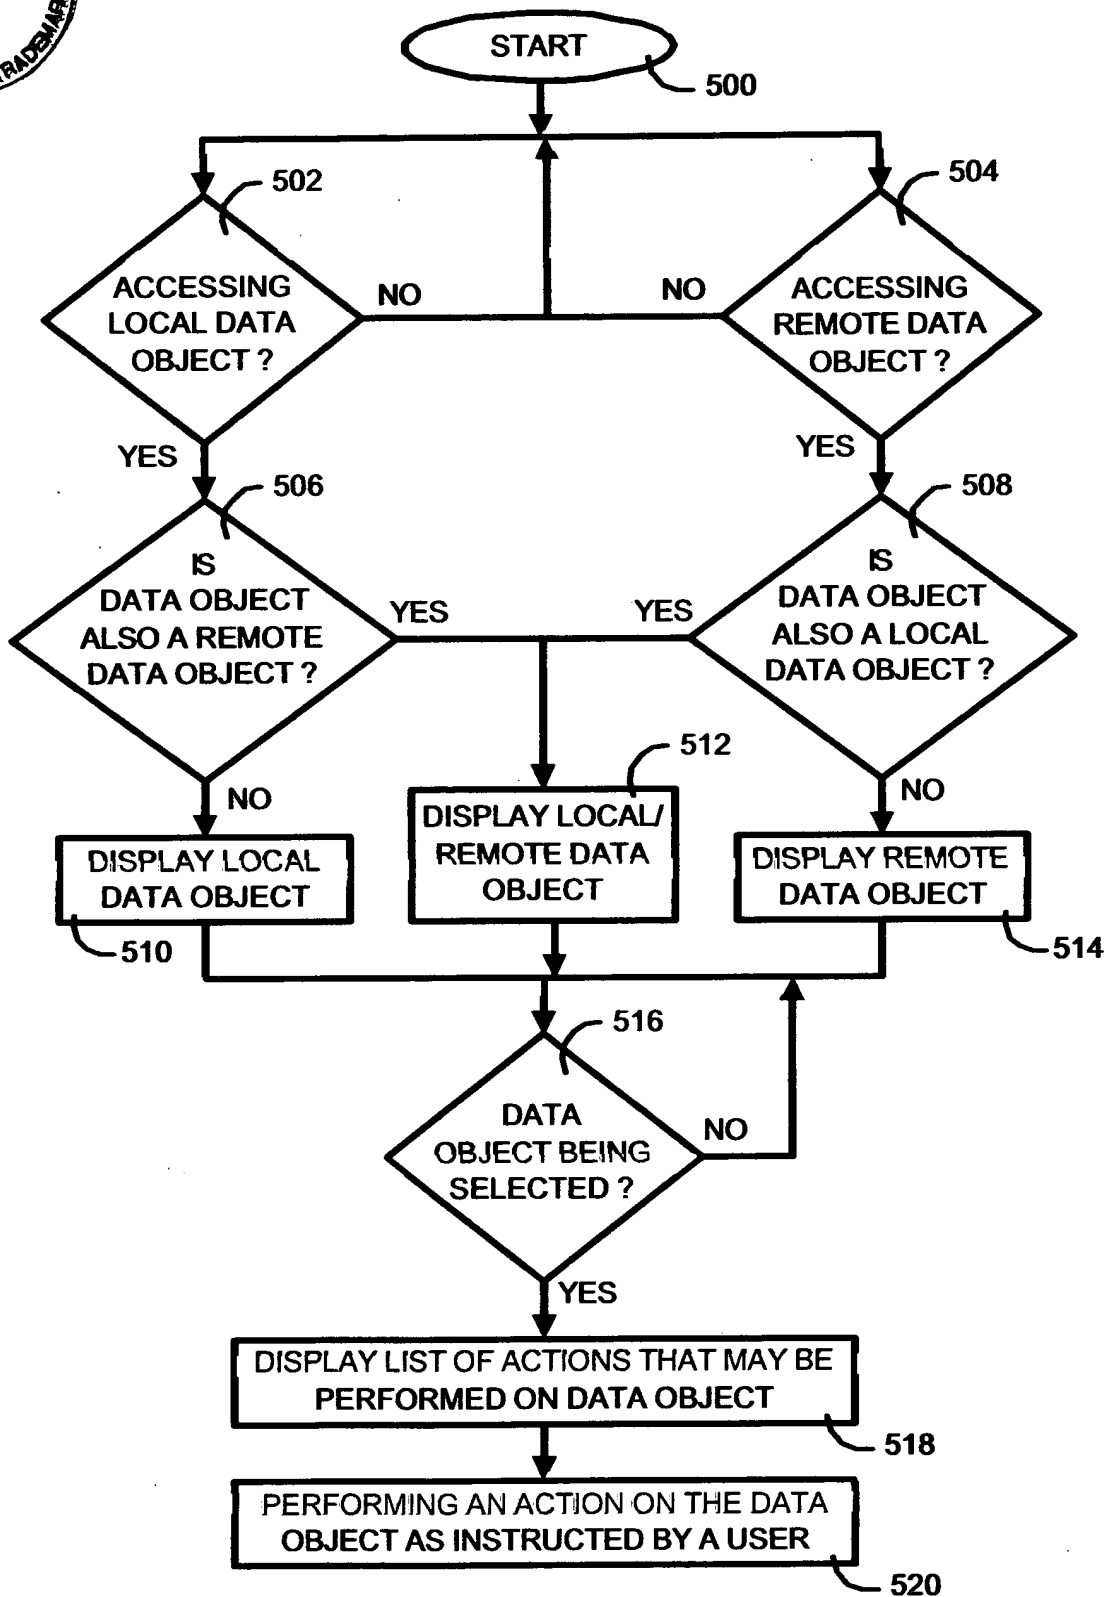 TRADEMARK
START
500
502
504
ACCESSING
LOCAL DATA
OBJECT ?
NO
NO
ACCESSING
REMOTE DATA
OBJECT ?
YES
YES
506
508
IS
DATA OBJECT
ALSO A REMOTE
DATA OBJECT ?
YES
YES
IS
DATA OBJECT
ALSO A LOCAL
DATA OBJECT ?
512
NO
NO
DISPLAY LOCAL
DATA OBJECT
DISPLAY LOCAL/
REMOTE DATA
OBJECT
DISPLAY REMOTE
DATA OBJECT
510
514
516
DATA
OBJECT BEING
SELECTED ?
NO
YES
DISPLAY LIST OF ACTIONS THAT MAY BE
PERFORMED ON DATA OBJECT
518
PERFORMING AN ACTION ON THE DATA
OBJECT AS INSTRUCTED BY A USER
520